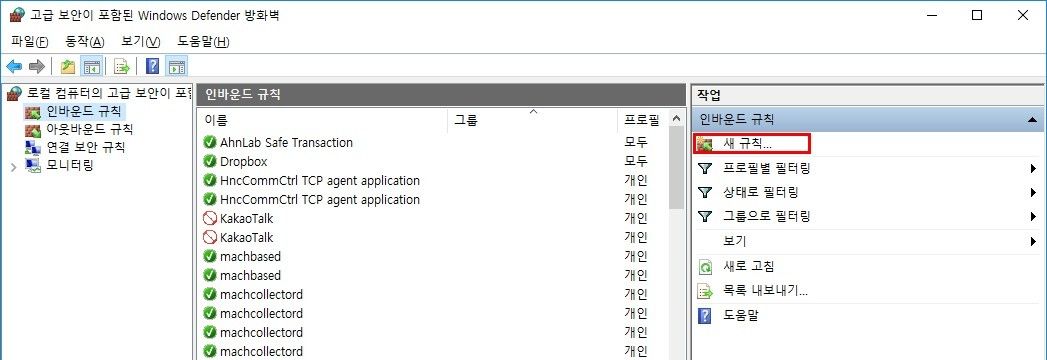 고급 보안이 포함된 Windows Defender 방화벽
파일(F) 동작(A) 보기(V) 도움말(H)
로컬 컴퓨터의 고급 보안이 포함
인바운드 규칙
아웃바운드 규칙
연결 보안 규칙
모니터링
인바운드 규칙
이름 그룹 프로필
AhnLab Safe Transaction 모두
Dropbox 모두
HncCommCtrl TCP agent application 개인
HncCommCtrl TCP agent application 개인
KakaoTalk 개인
KakaoTalk 개인
machbased 개인
machbased 개인
machcollectord 개인
machcollectord 개인
machcollectord 개인
machcollectord 개인
작업
인바운드 규칙
새 규칙...
프로필별 필터링
상태로 필터링
그룹으로 필터링
보기
새로 고침
목록 내보내기...
도움말